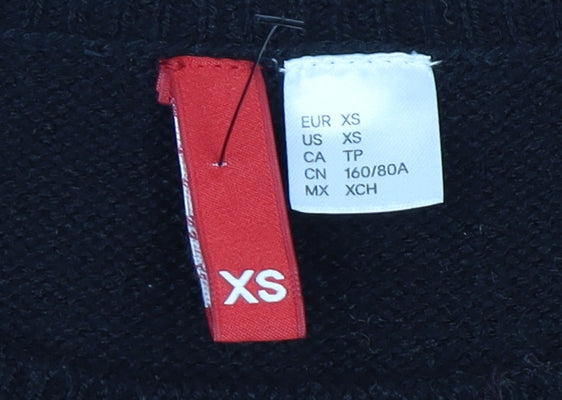 EUR XS
US XS
CA TP
CN 160/80A
MX XCH
XS